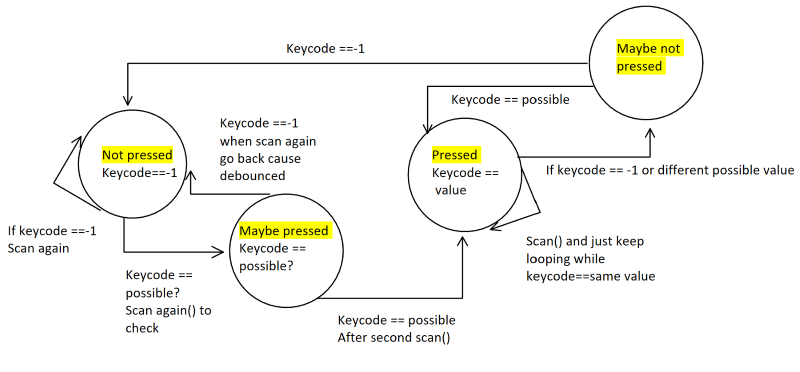 Keycode ==-1
Maybe not
pressed
Keycode == possible
Keycode ==-1
when scan again
go back cause
debounced
Not pressed
Keycode==-1
Pressed
Keycode ==
value
If keycode == -1 or different possible value
If keycode ==-1
Scan again
Maybe pressed
Keycode ==
possible?
Scan() and just keep
looping while
keycode==same value
Keycode ==
possible?
Scan again() to
check
Keycode == possible
After second scan()